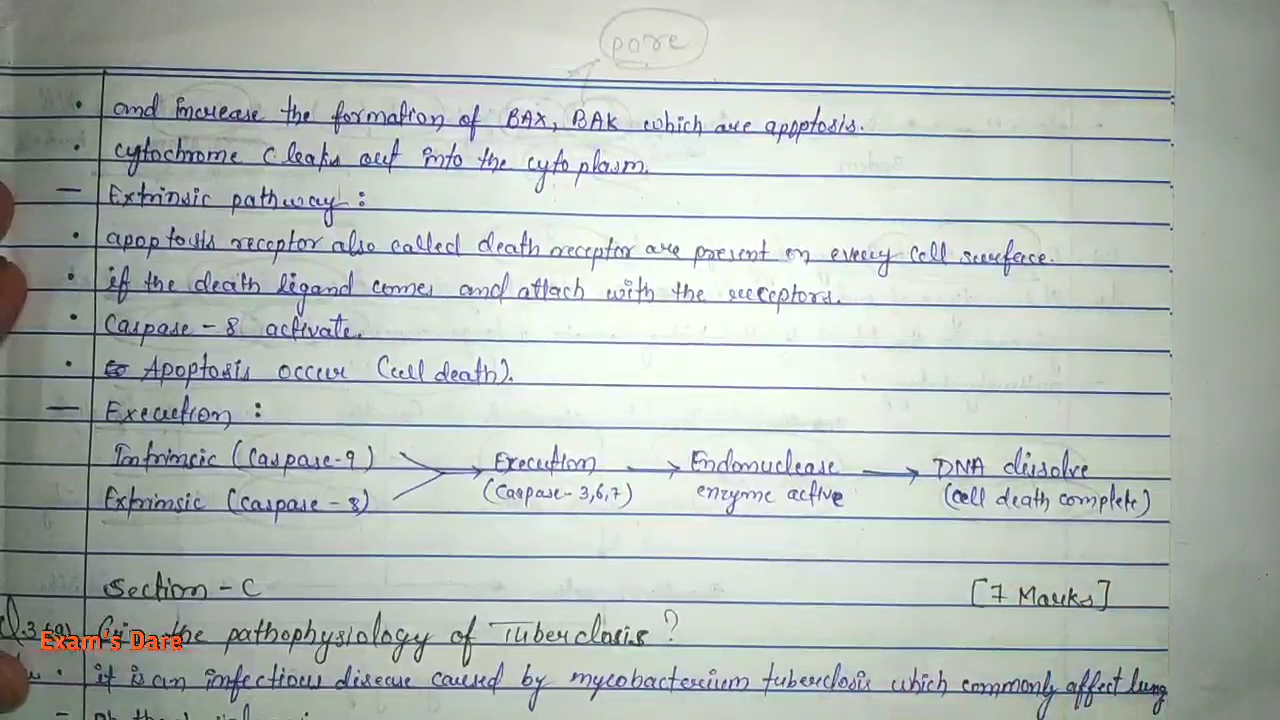 pore
• and increase the formation of BAX, BAK which are apoptosis.
• cytochrome c leaks out into the cytoplasm.
— Extrinsic pathway :
• apoptosis receptor also called death receptor are present on every cell surface.
• if the death ligand comes and attach with the receptors.
• Caspase - 8 activate.
• Apoptosis occur (cell death).
— Execution :
Intrinsic (Caspase-9)
Extrinsic (Caspase - 8)
→ Execution → Endonuclease → DNA dissolve
(Caspase - 3,6,7) enzyme active (cell death complete)
Section - C [7 Marks]
Q.3 the pathophysiology of Tuberclosis ?
Exam's Dare
• it is an infectious disease caused by mycobacterium tuberclosis which commonly affect lung